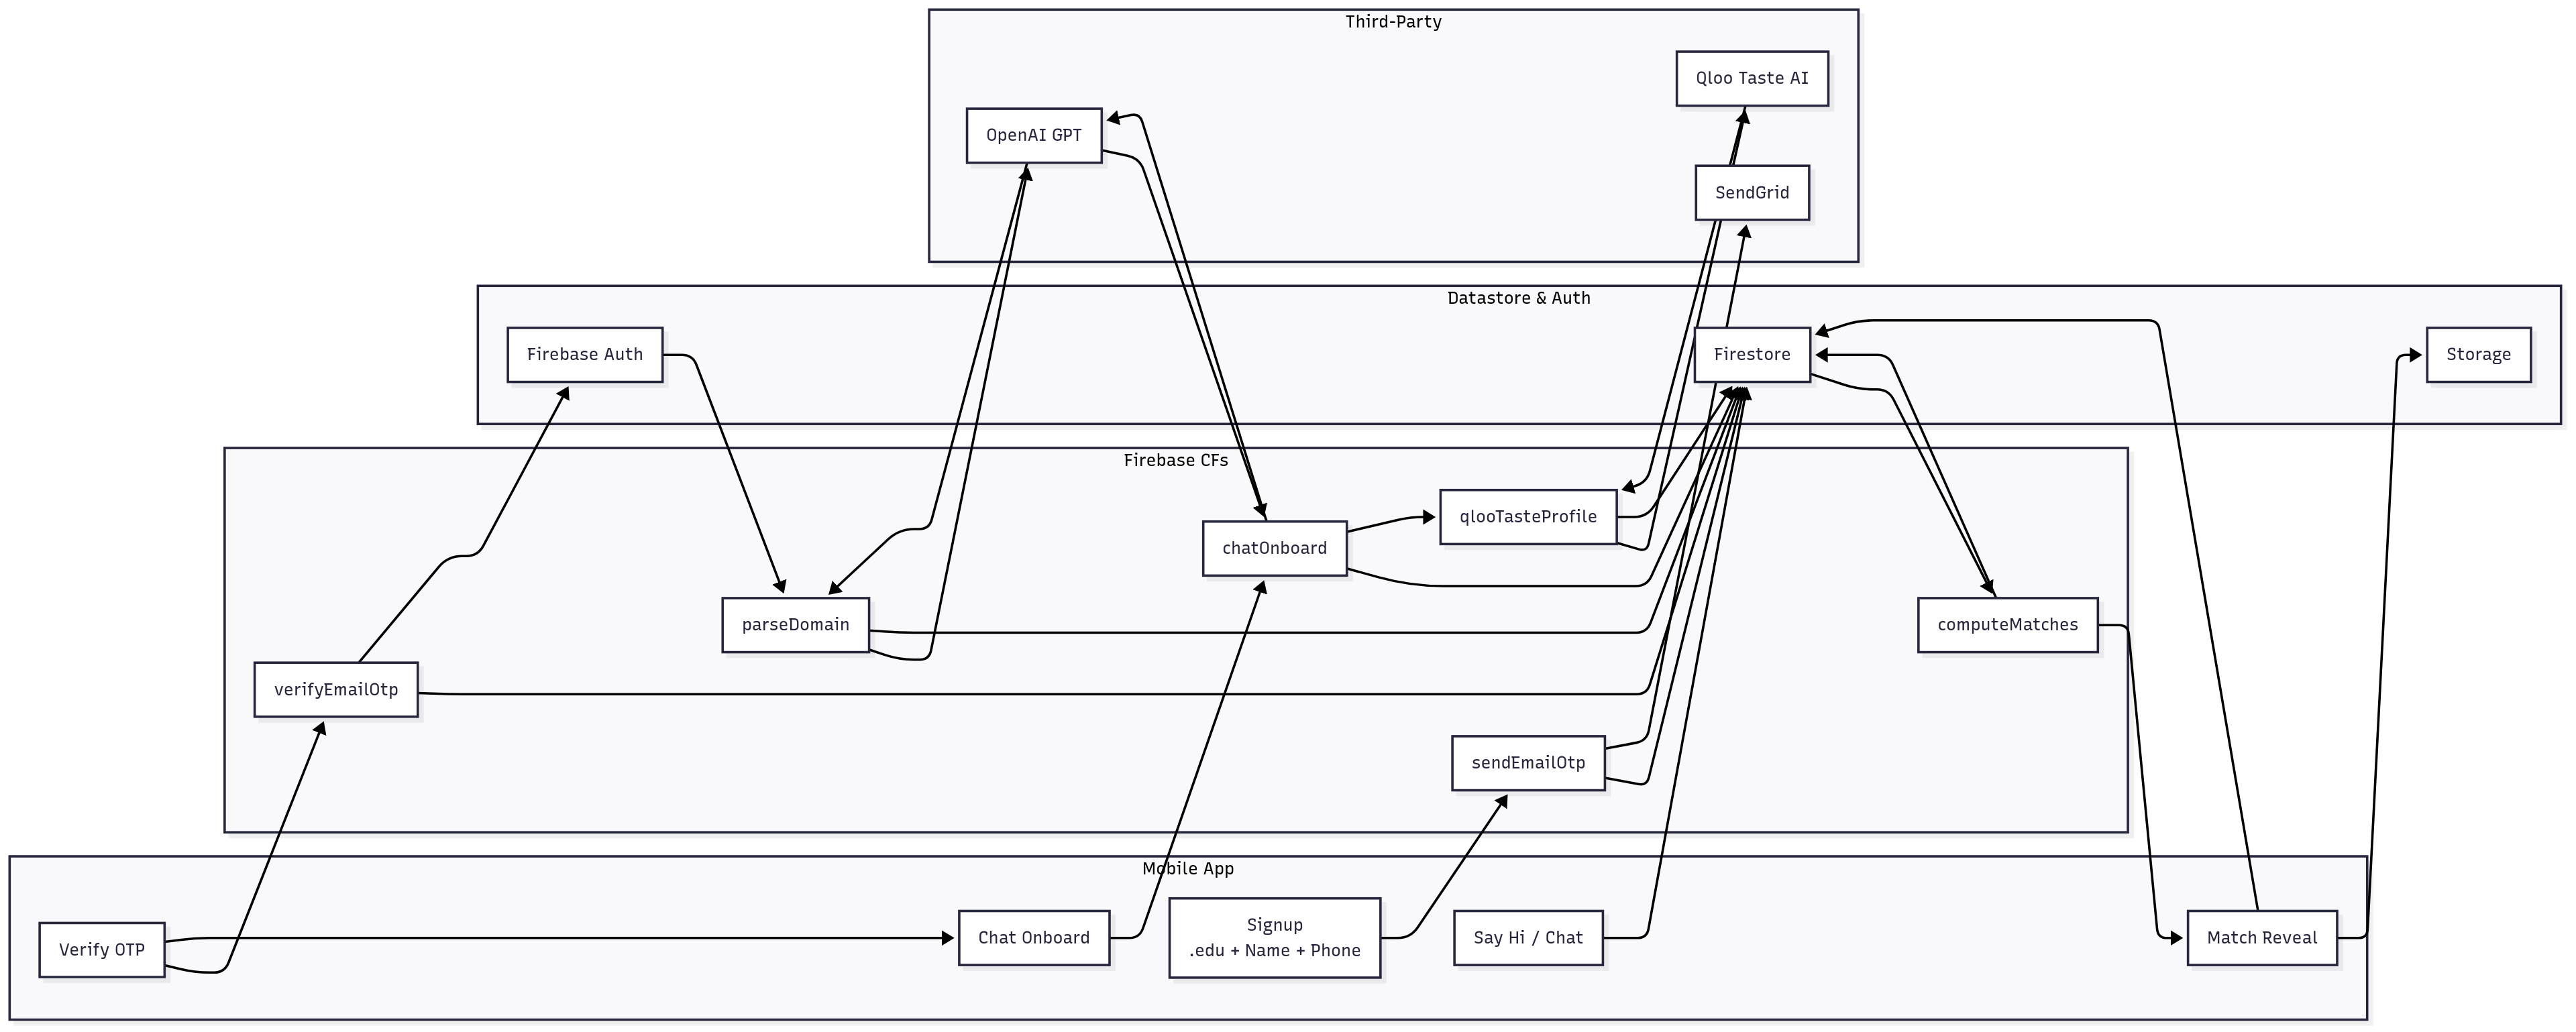 Third-Party
Qloo Taste AI
OpenAI GPT
SendGrid
Datastore & Auth
Firebase Auth
Firestore
Storage
Firebase CFs
qlooTasteProfile
chatOnboard
parseDomain
computeMatches
verifyEmailOtp
sendEmailOtp
Mobile App
Verify OTP
Chat Onboard
Signup
.edu + Name + Phone
Say Hi / Chat
Match Reveal